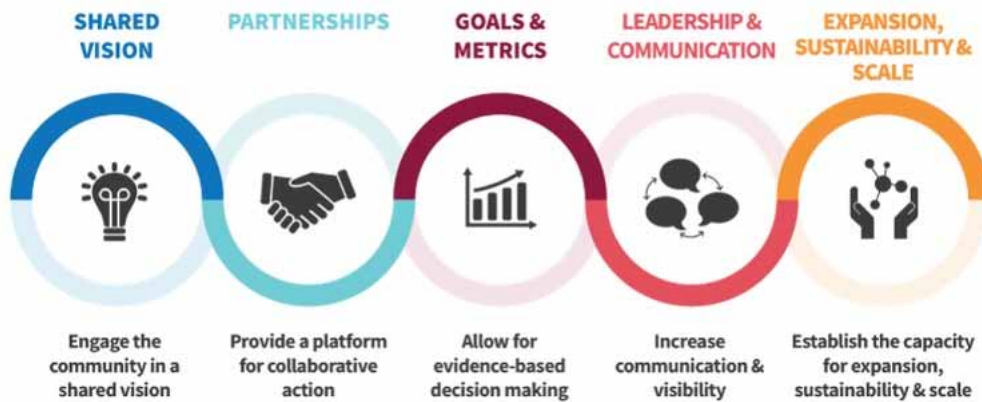 SHARED
VISION
PARTNERSHIPS
GOALS &
METRICS
LEADERSHIP &
COMMUNICATION
EXPANSION,
SUSTAINABILITY &
SCALE
Engage the
community in a
shared vision
Provide a platform
for collaborative
action
Allow for
evidence-based
decision making
Increase
communication &
visibility
Establish the capacity
for expansion,
sustainability & scale